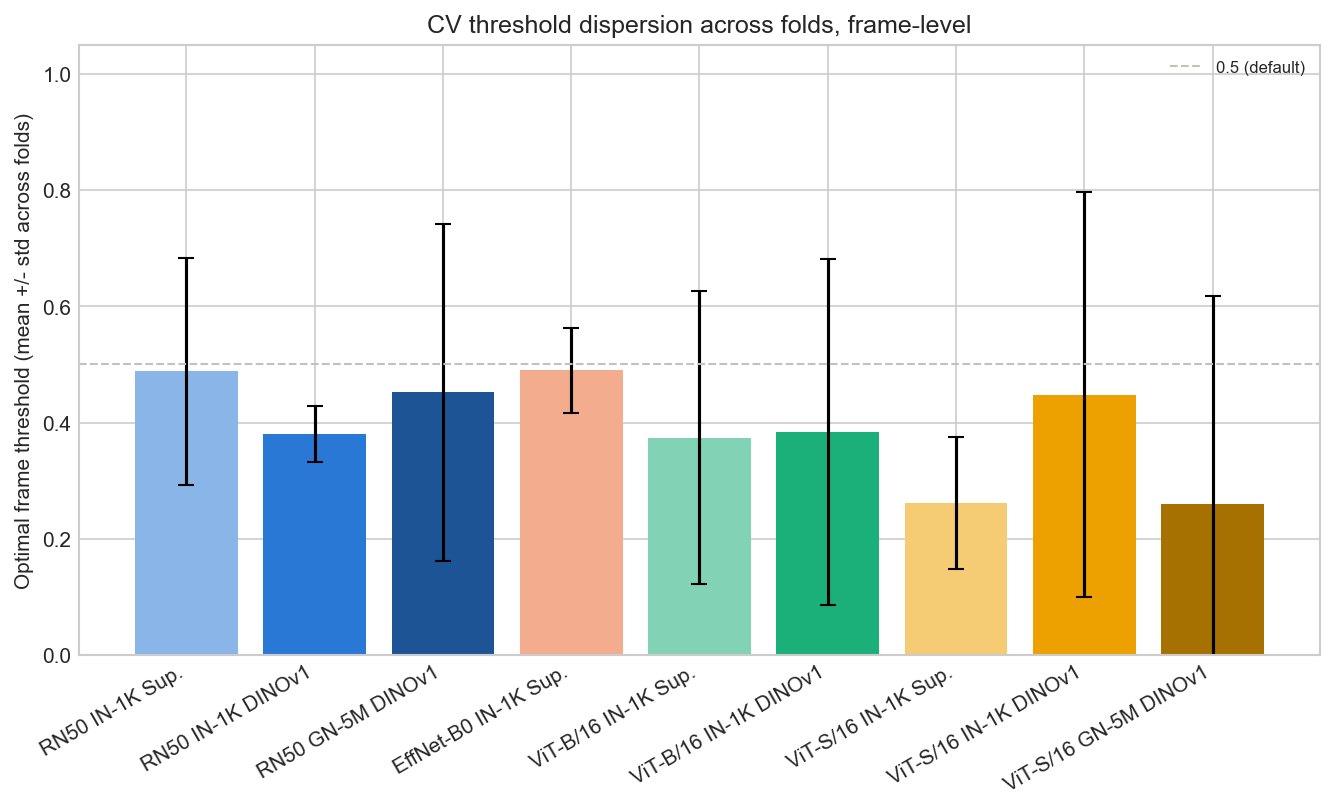 CV threshold dispersion across folds, frame-level
0.5 (default)
Optimal frame threshold (mean +/- std across folds)
1.0
0.8
0.6
0.4
0.2
0.0
RN50 IN-1K Sup.
RN50 IN-1K DINOv1
RN50 GN-5M DINOv1
EffNet-B0 IN-1K Sup.
ViT-B/16 IN-1K Sup.
ViT-B/16 IN-1K DINOv1
ViT-S/16 IN-1K Sup.
ViT-S/16 IN-1K DINOv1
ViT-S/16 GN-5M DINOv1